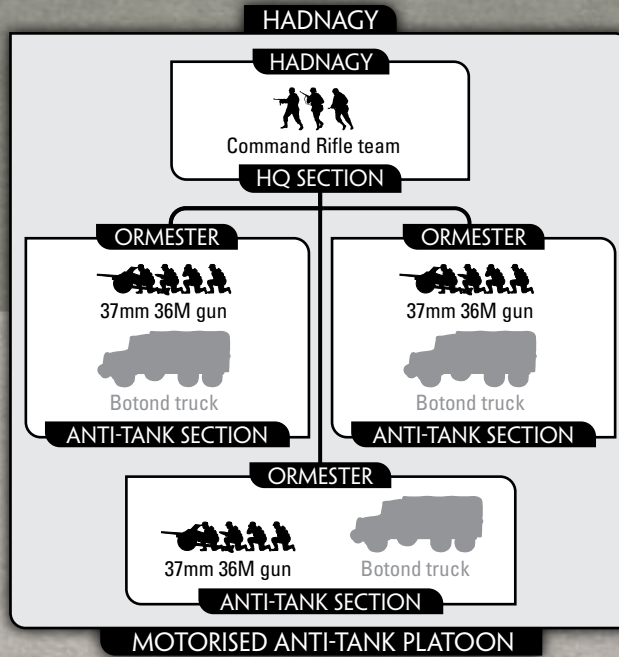 HADNAGY
HADNAGY
Command Rifle team
HQ SECTION
ORMESTER
37mm 36M gun
Botond truck
ANTI-TANK SECTION
ORMESTER
37mm 36M gun
Botond truck
ANTI-TANK SECTION
ORMESTER
37mm 36M gun
Botond truck
ANTI-TANK SECTION
MOTORISED ANTI-TANK PLATOON